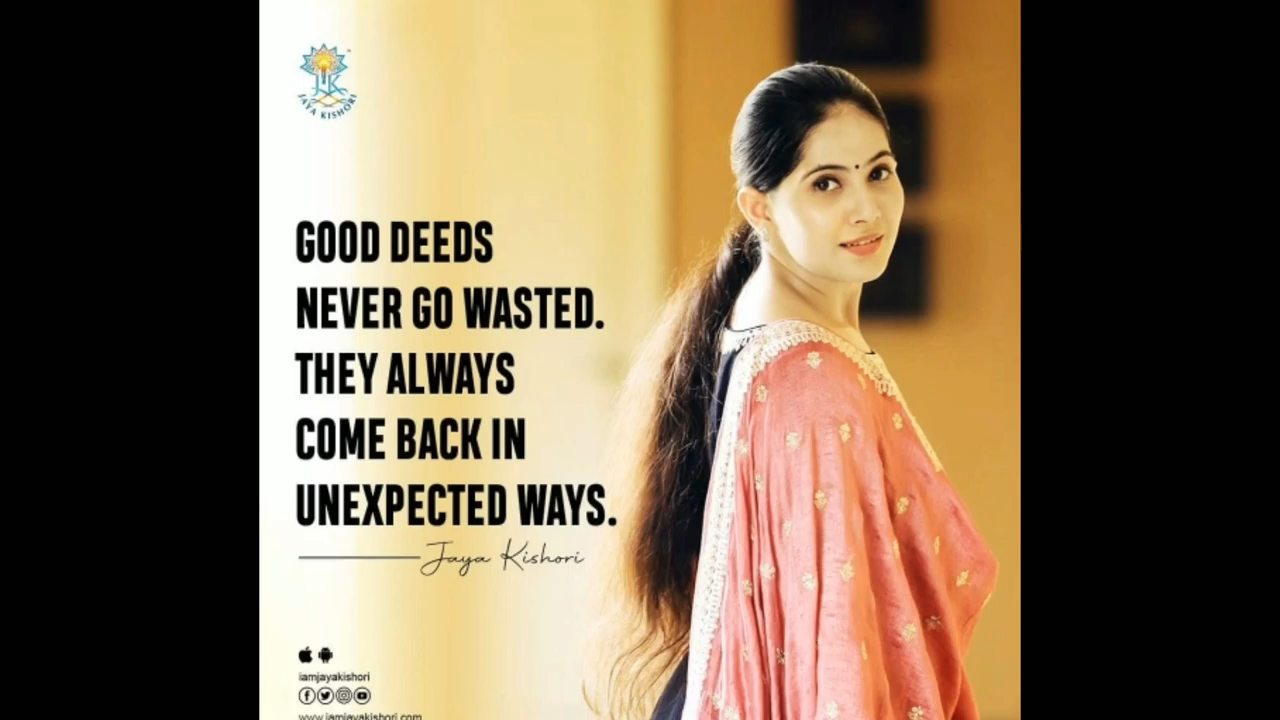 JAYA KISHORI
GOOD DEEDS
NEVER GO WASTED.
THEY ALWAYS
COME BACK IN
UNEXPECTED WAYS.
Jaya Kishori
iamjayakishori
www.iamjayakishori.com